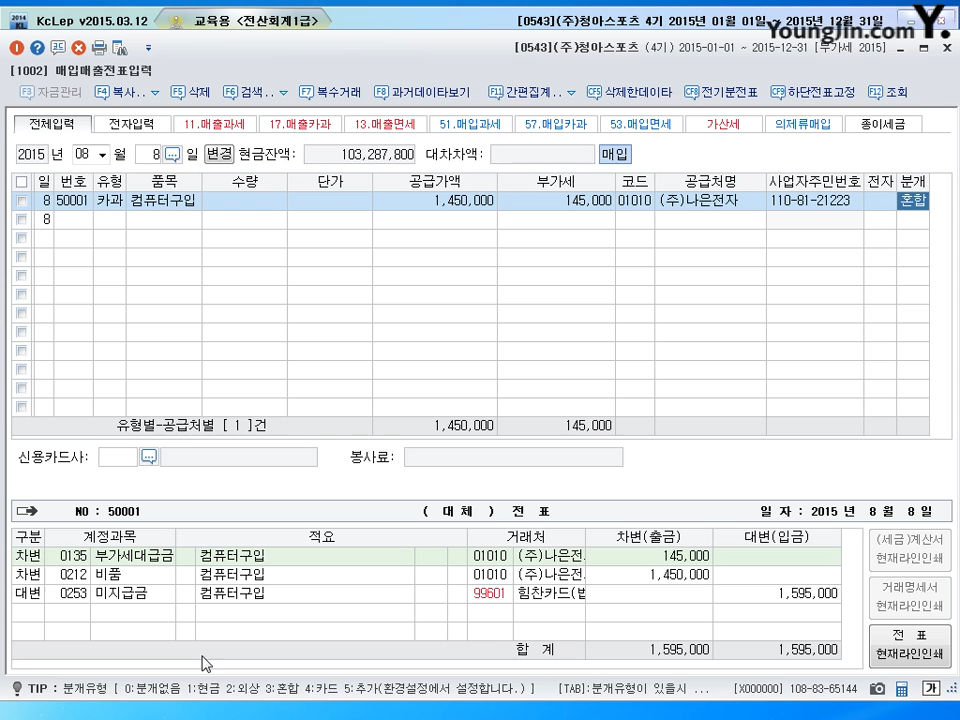 2014 KL KcLep v2015.03.12 교육용 <전산회계1급> [0543](주)청아스포츠 4기 2015년 01월 01일 ~ 2015년 12월 31일
Y. YoungJin.com
[0543](주)청아스포츠 (4기) 2015-01-01 ~ 2015-12-31 [부가세 2015]
[1002] 매입매출전표입력
F3 자금관리 F4 복사.. F5 삭제 F6 검색.. F7 복수거래 F8 과거데이타보기 F11 간편집계.. CF5 삭제한데이타 CF8 전기분전표 CF9 하단전표고정 F12 조회
전체입력 전자입력 11.매출과세 17.매출카과 13.매출면세 51.매입과세 57.매입카과 53.매입면세 가산세 의제류매입 종이세금
2015 년 08 월 8 일 변경 현금잔액: 103,287,800 대차차액: 매입
일 번호 유형 품목 수량 단가 공급가액 부가세 코드 공급처명 사업자주민번호 전자 분개
8 50001 카과 컴퓨터구입 1,450,000 145,000 01010 (주)나은전자 110-81-21223 혼합
8
유형별-공급처별 [ 1 ]건 1,450,000 145,000
신용카드사: 봉사료:
NO : 50001 ( 대 체 ) 전 표 일 자 : 2015 년 8 월 8 일
구분 계정과목 적요 거래처 차변(출금) 대변(입금)
차변 0135 부가세대급금 컴퓨터구입 01010 (주)나은전. 145,000
차변 0212 비품 컴퓨터구입 01010 (주)나은전. 1,450,000
대변 0253 미지급금 컴퓨터구입 99601 힘찬카드(법 1,595,000
합 계 1,595,000 1,595,000
(세금)계산서
현재라인인쇄
거래명세서
현재라인인쇄
전 표
현재라인인쇄
TIP : 분개유형 [ 0:분개없음 1:현금 2:외상 3:혼합 4:카드 5:추가(환경설정에서 설정합니다.) ] [TAB]:분개유형이 있을시 ... [X000000] 108-83-65144 가